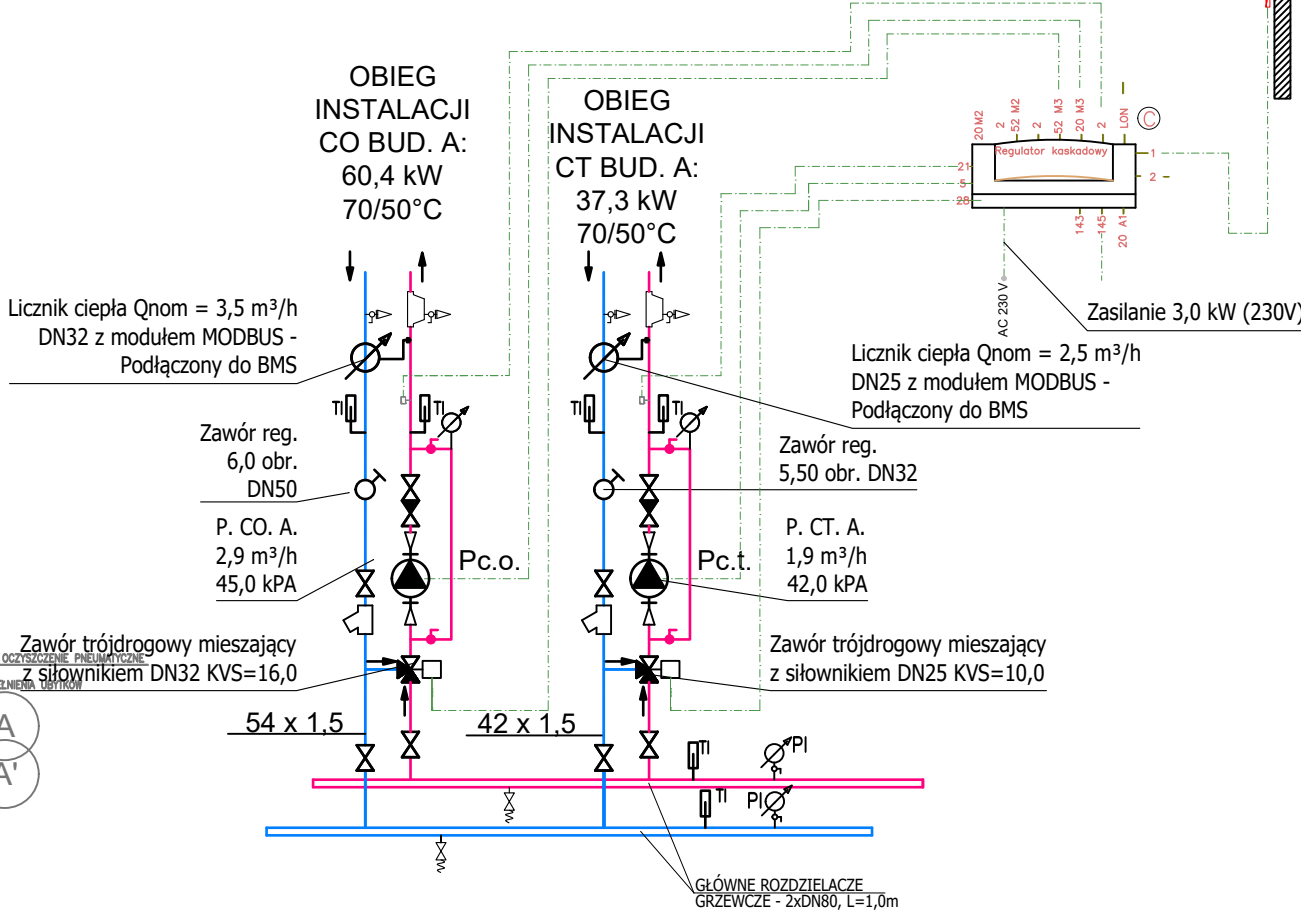 OBIEG
INSTALACJI
CO BUD. A:
60,4 kW
70/50°C
OBIEG
INSTALACJI
CT BUD. A:
37,3 kW
70/50°C
20 M2
2
52 M2
2
52 M3
20 M3
2
LON
C
Regulator kaskadowy
21
5
28
1
2
143
145
20 A1
AC 230 V
Zasilanie 3,0 kW (230V)
Licznik ciepła Qnom = 3,5 m³/h
DN32 z modułem MODBUS -
Podłączony do BMS
Licznik ciepła Qnom = 2,5 m³/h
DN25 z modułem MODBUS -
Podłączony do BMS
TI
TI
TI
TI
Zawór reg.
6,0 obr.
DN50
Zawór reg.
5,50 obr. DN32
P. CO. A.
2,9 m³/h
45,0 kPA
Pc.o.
Pc.t.
P. CT. A.
1,9 m³/h
42,0 kPA
Zawór trójdrogowy mieszający
z siłownikiem DN32 KVS=16,0
Zawór trójdrogowy mieszający
z siłownikiem DN25 KVS=10,0
OCZYSZCZENIE PNEUMATYCZNE
UBYTKÓW
A
A'
54 x 1,5
42 x 1,5
TI
PI
TI
PI
GŁÓWNE ROZDZIELACZE
GRZEWCZE - 2xDN80, L=1,0m